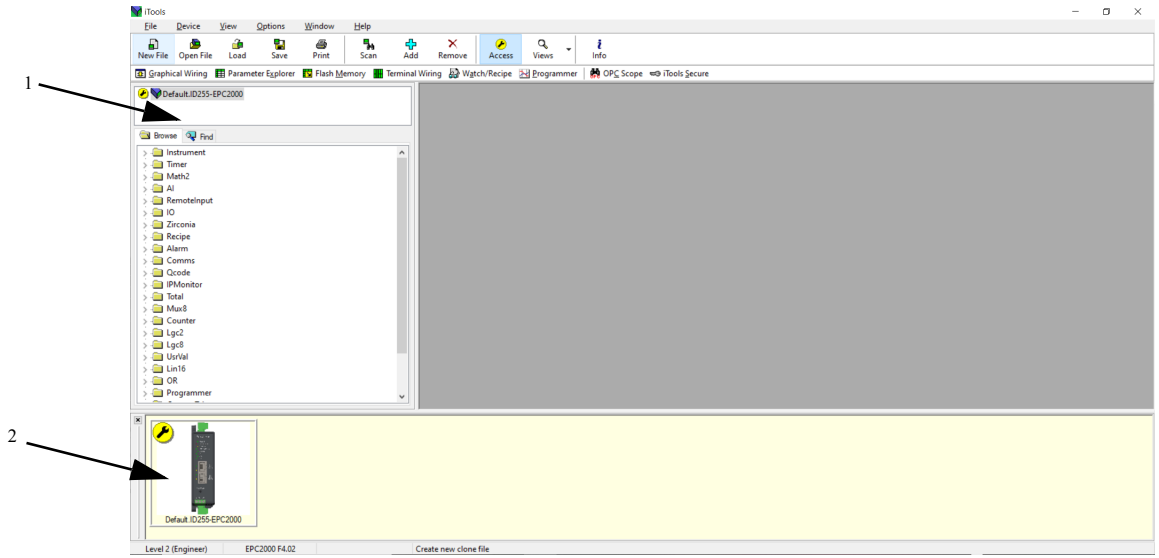 iTools
File Device View Options Window Help
New File Open File Load Save Print Scan Add Remove Access Views Info
Graphical Wiring Parameter Explorer Flash Memory Terminal Wiring Watch/Recipe Programmer OPC Scope iTools Secure
1
Default.ID255-EPC2000
Browse Find
Instrument
Timer
Math2
AI
RemoteInput
IO
Zirconia
Recipe
Alarm
Comms
Qcode
IPMonitor
Total
Mux8
Counter
Lgc2
Lgc8
UsrVal
Lin16
OR
Programmer
2
Default.ID255-EPC2000
Level 2 (Engineer) EPC2000 F4.02 Create new clone file